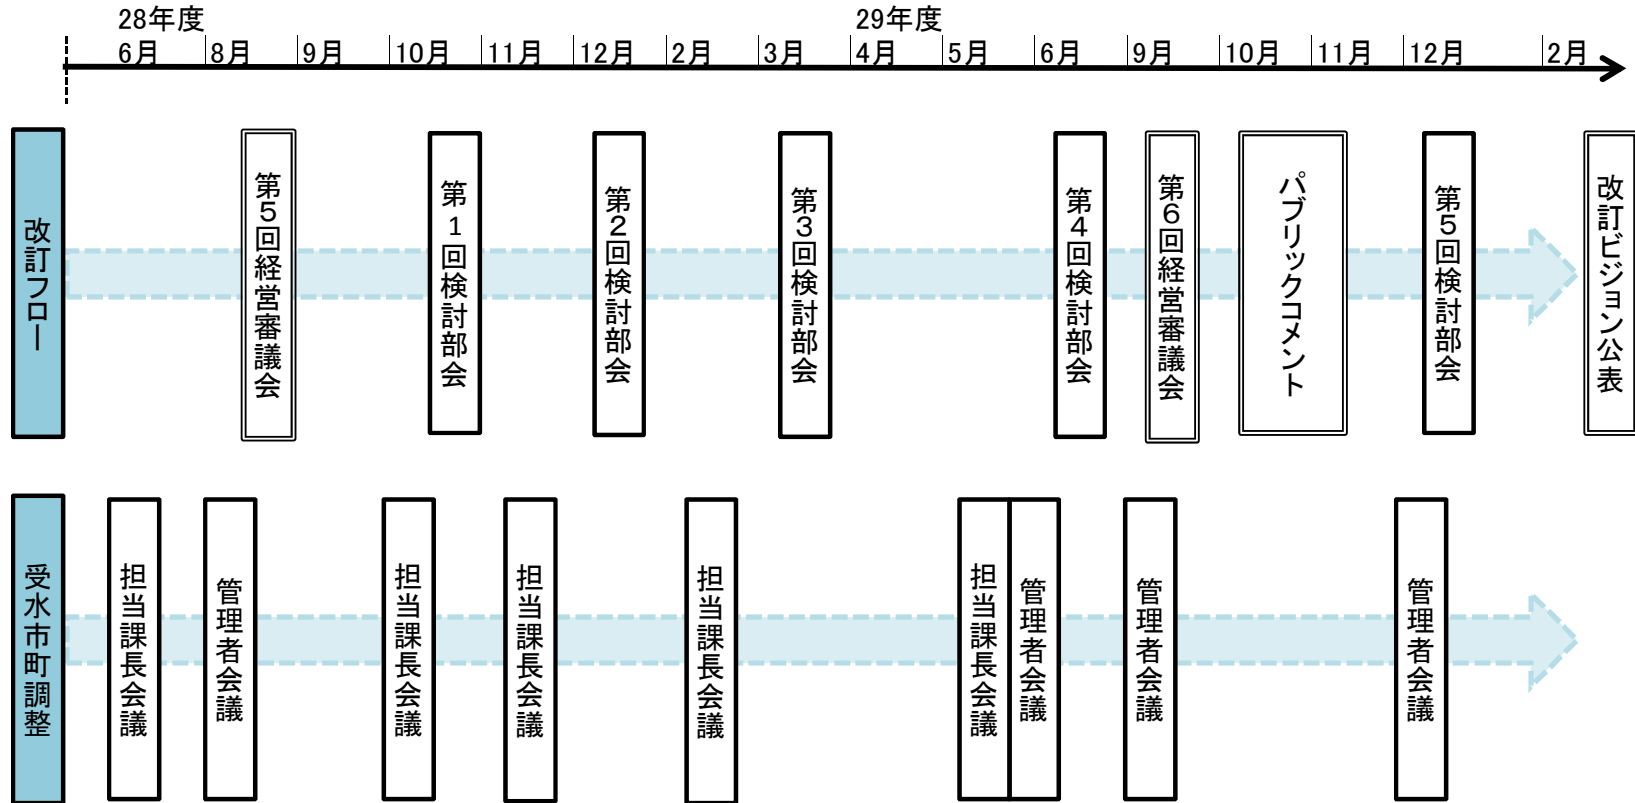 28年度
29年度
6月
8月
9月
10月
11月
12月
2月
3月
4月
5月
6月
9月
10月
11月
12月
2月
改訂フロー
第5回経営審議会
第1回検討部会
第2回検討部会
第3回検討部会
第4回検討部会
第6回経営審議会
パブリックコメント
第5回検討部会
改訂ビジョン公表
受水市町調整
担当課長会議
管理者会議
担当課長会議
担当課長会議
担当課長会議
担当課長会議
管理者会議
管理者会議
管理者会議